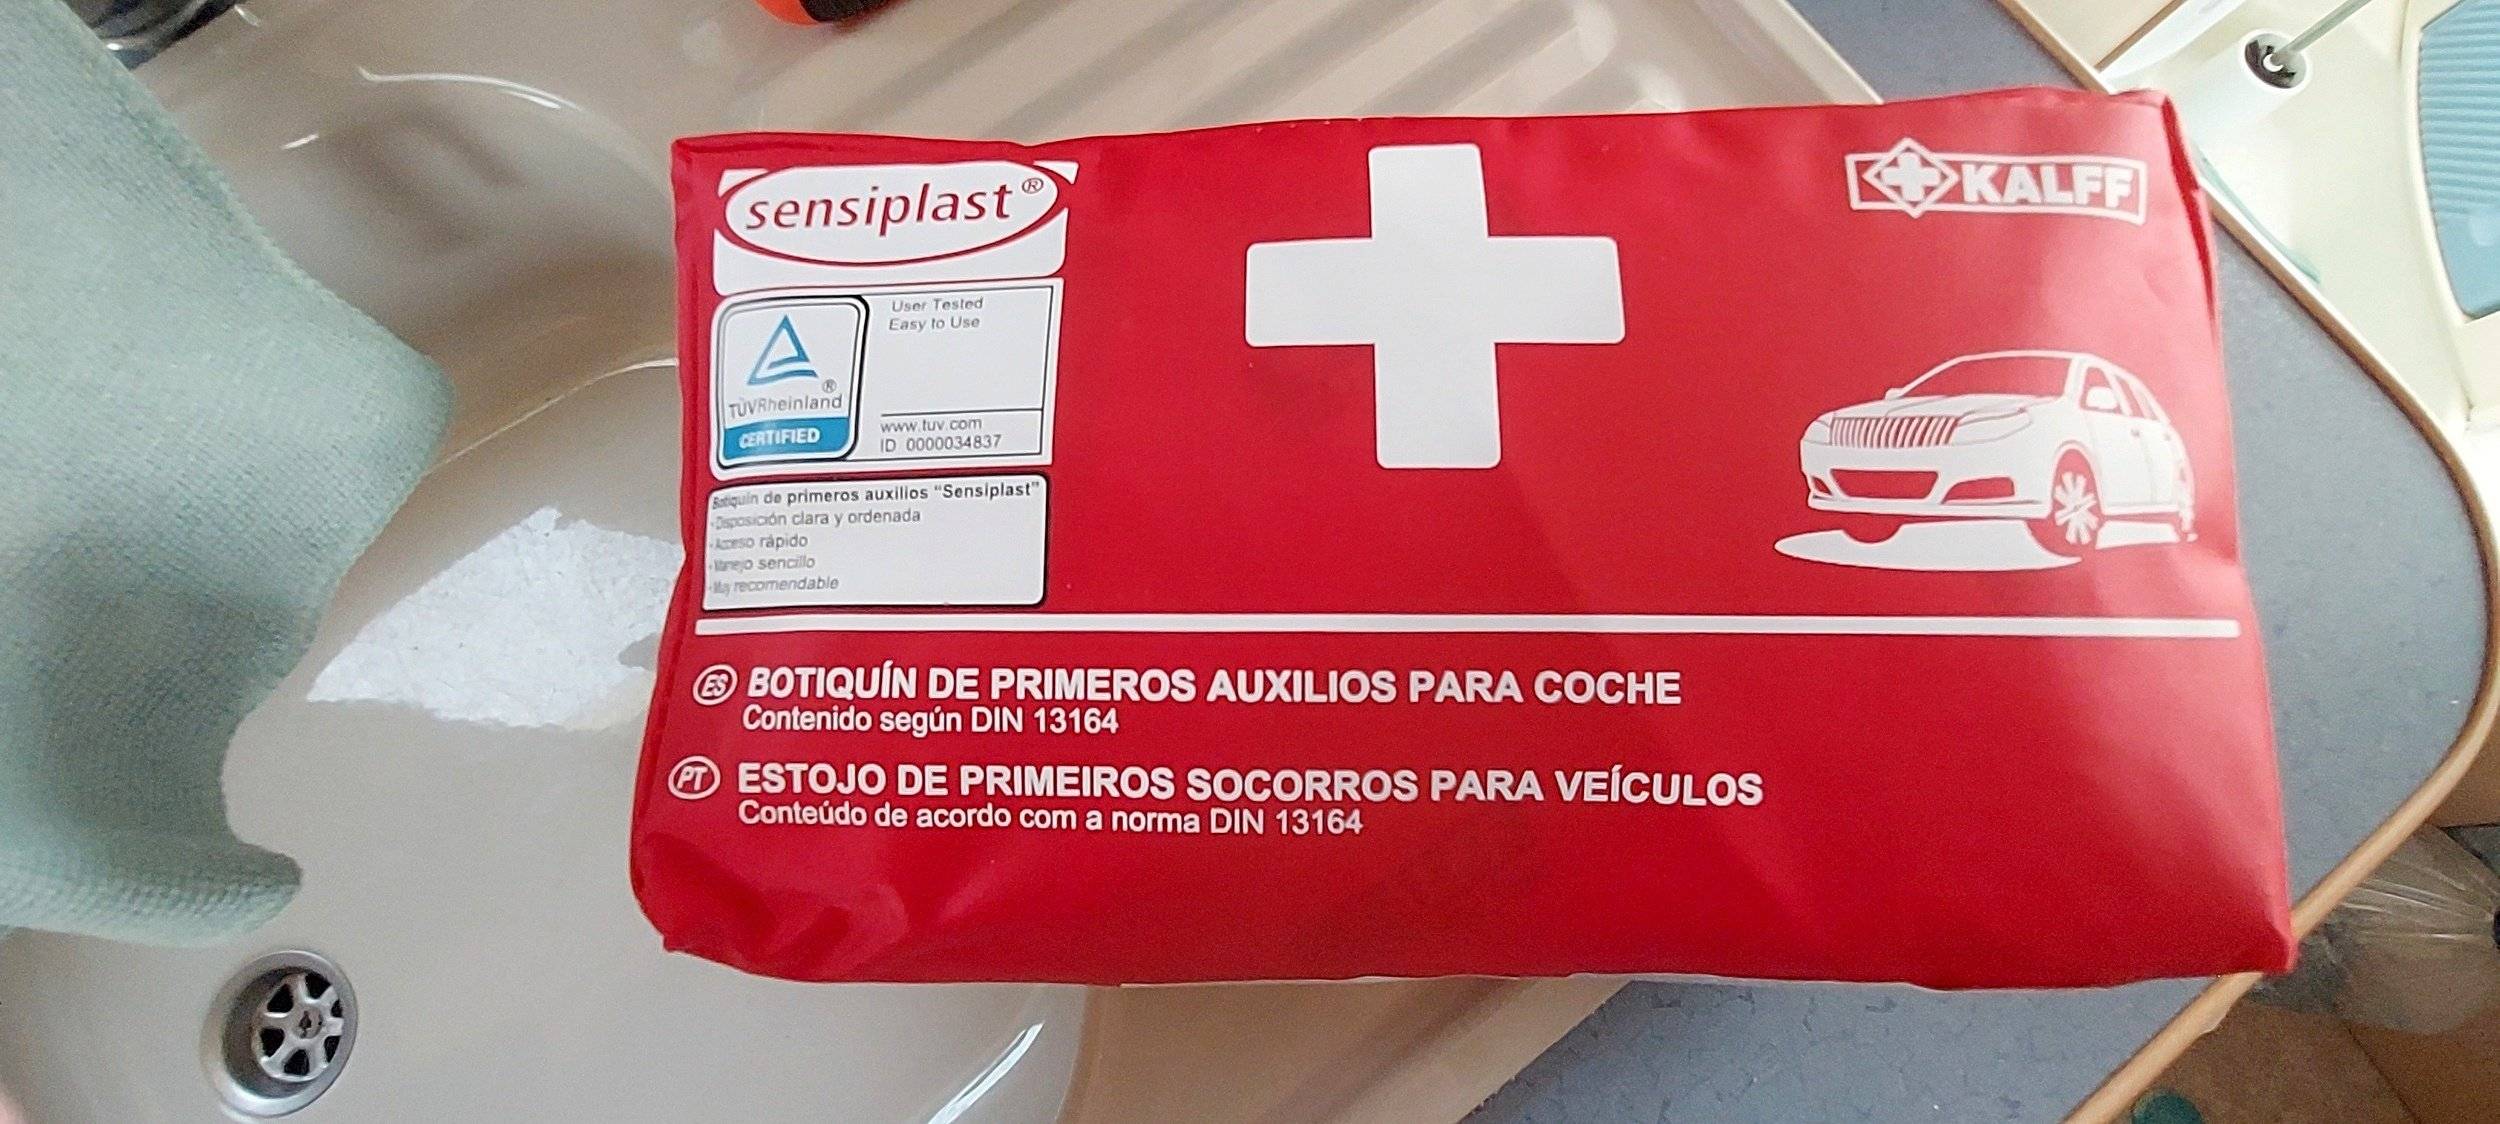 sensiplast®
User Tested
Easy to Use
®
TÜVRheinland
CERTIFIED
www.tuv.com
ID 0000034837
Botiquín de primeros auxilios "Sensiplast"
-Disposición clara y ordenada
-Acceso rápido
-Manejo sencillo
-Muy recomendable
KALFF
ES BOTIQUÍN DE PRIMEROS AUXILIOS PARA COCHE
Contenido según DIN 13164
PT ESTOJO DE PRIMEIROS SOCORROS PARA VEÍCULOS
Conteúdo de acordo com a norma DIN 13164